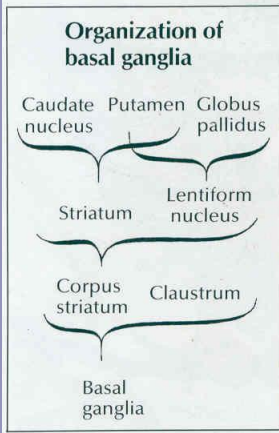 Organization of
basal ganglia
Caudate Putamen Globus
nucleus pallidus
Striatum Lentiform
nucleus
Corpus
striatum Claustrum
Basal
ganglia